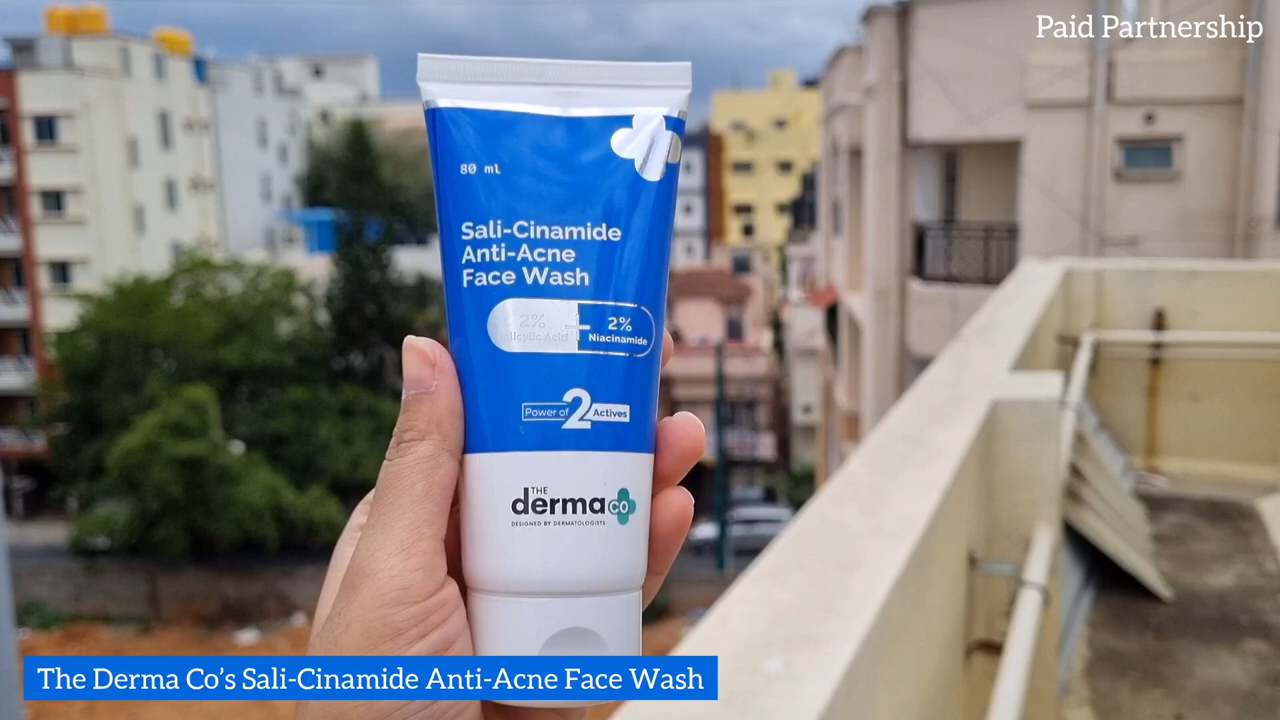 Paid Partnership
80 ml
Sali-Cinamide
Anti-Acne
Face Wash
2% 2%
Niacinamide
Power of 2 Actives
THE
derma co
DESIGNED BY DERMATOLOGISTS
The Derma Co’s Sali-Cinamide Anti-Acne Face Wash